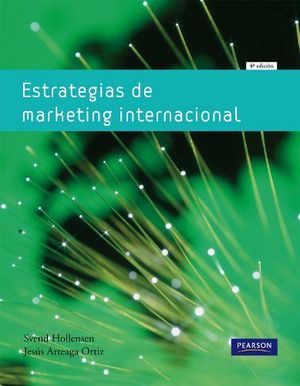 4ª edición
Estrategias de
marketing internacional
Svend Hollensen
Jesús Arteaga Ortiz
PEARSON